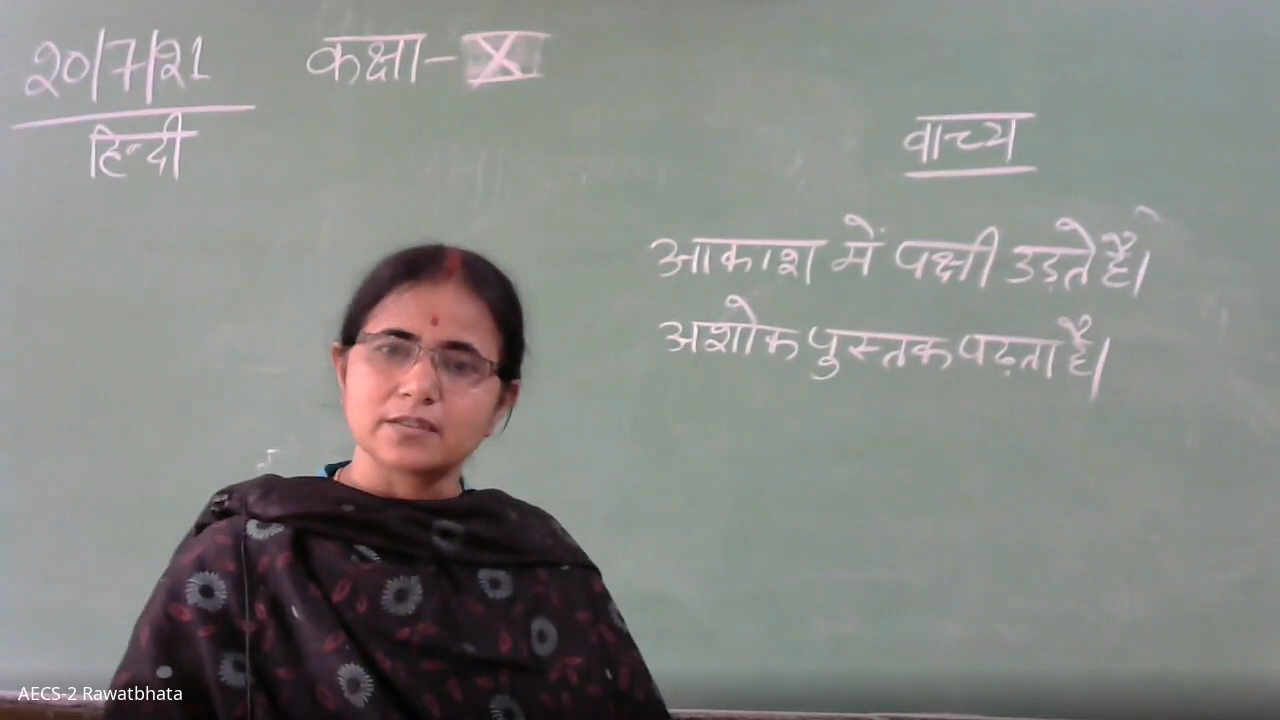 20/7/21
हिन्दी
कक्षा- X
वाच्य
आकाश में पक्षी उड़ते हैं।
अशोक पुस्तक पढ़ता है।
AECS-2 Rawatbhata